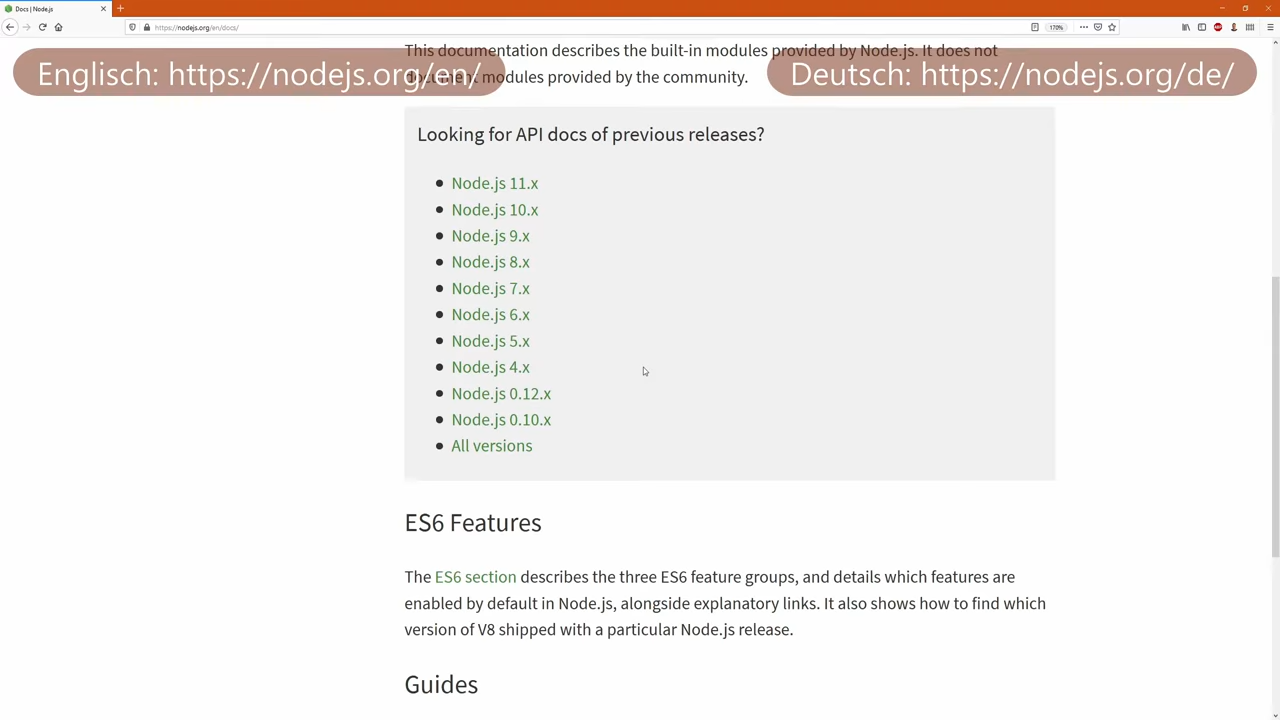 Docs | Node.js
https://nodejs.org/en/docs/
170%
This documentation describes the built-in modules provided by Node.js. It does not
document modules provided by the community.
Englisch: https://nodejs.org/en/
Deutsch: https://nodejs.org/de/
Looking for API docs of previous releases?
Node.js 11.x
Node.js 10.x
Node.js 9.x
Node.js 8.x
Node.js 7.x
Node.js 6.x
Node.js 5.x
Node.js 4.x
Node.js 0.12.x
Node.js 0.10.x
All versions
ES6 Features
The ES6 section describes the three ES6 feature groups, and details which features are
enabled by default in Node.js, alongside explanatory links. It also shows how to find which
version of V8 shipped with a particular Node.js release.
Guides